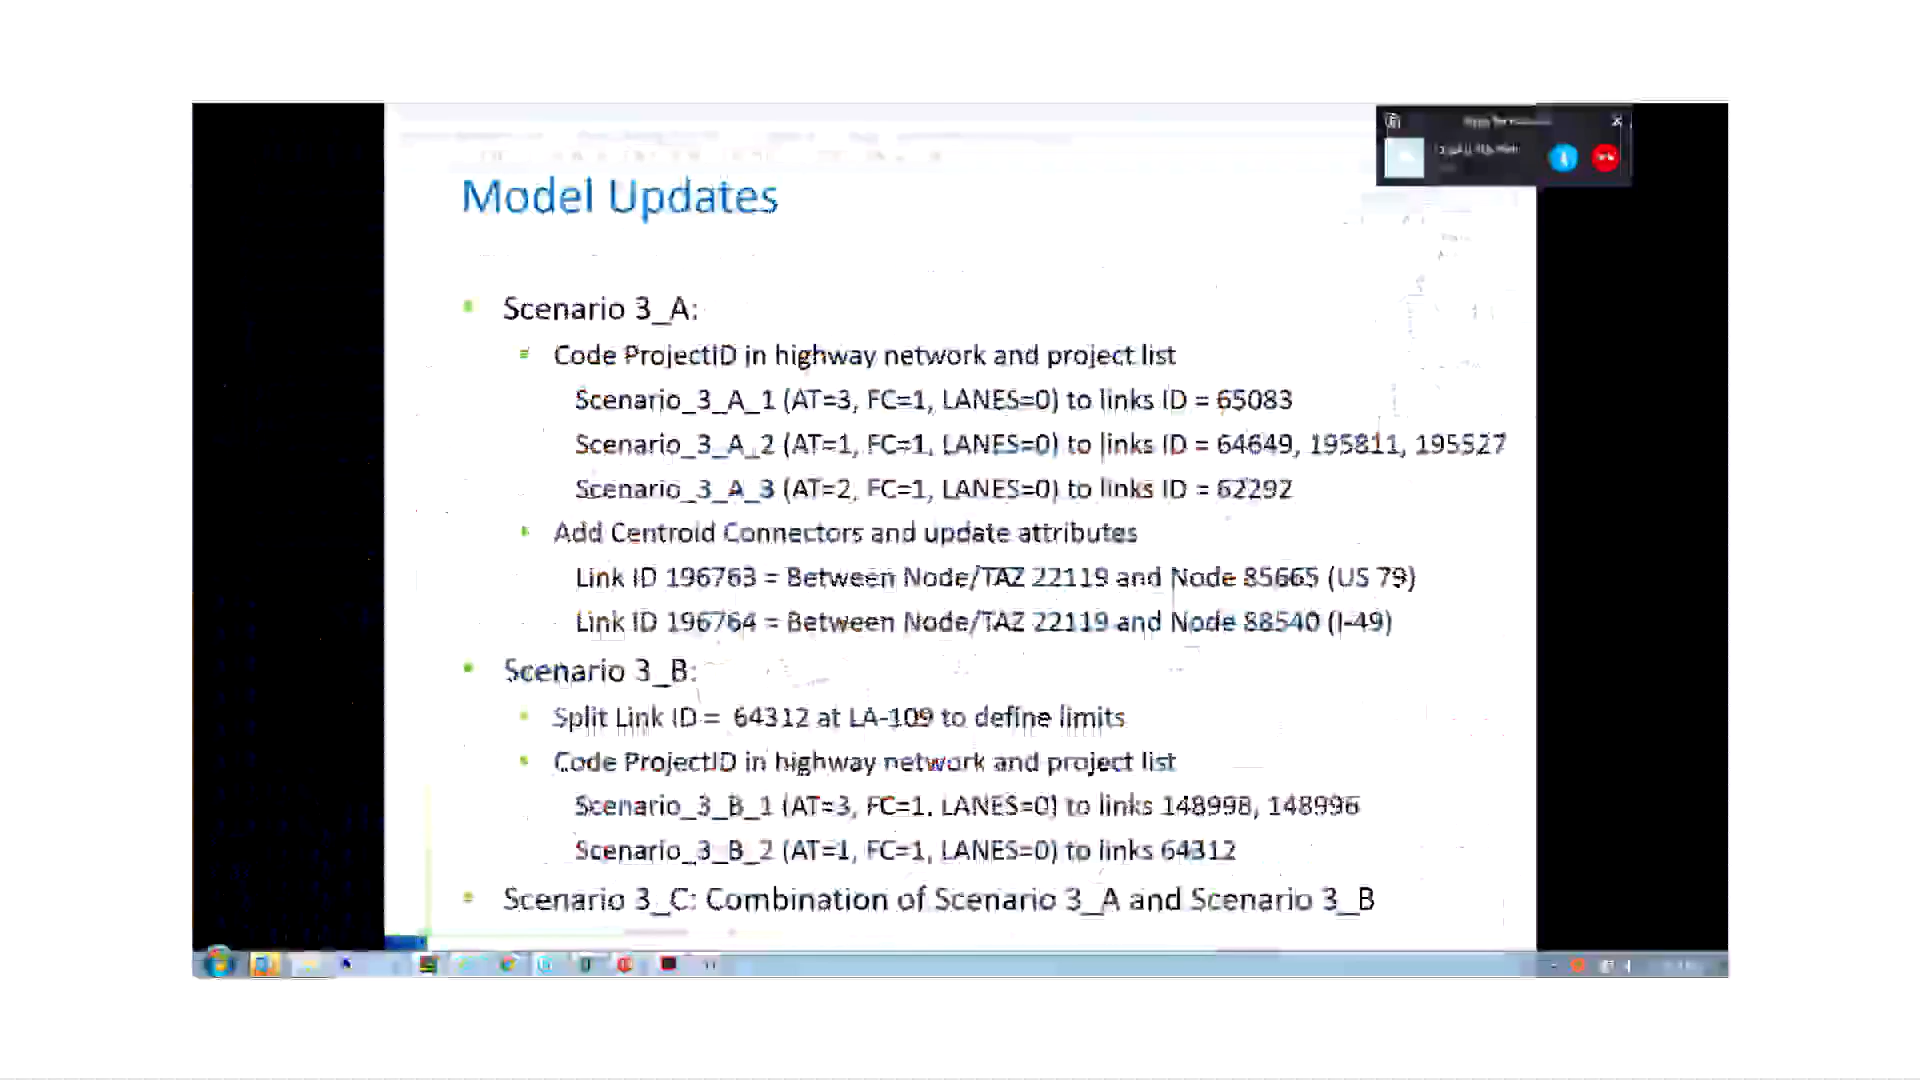 Model Updates
Scenario 3_A:
Code ProjectID in highway network and project list
Scenario_3_A_1 (AT=3, FC=1, LANES=0) to links ID = 65083
Scenario_3_A_2 (AT=1, FC=1, LANES=0) to links ID = 64649, 195811, 195527
Scenario_3_A_3 (AT=2, FC=1, LANES=0) to links ID = 62292
Add Centroid Connectors and update attributes
Link ID 196763 = Between Node/TAZ 22119 and Node 85665 (US 79)
Link ID 196764 = Between Node/TAZ 22119 and Node 88540 (I-49)
Scenario 3_B:
Split Link ID = 64312 at LA-109 to define limits
Code ProjectID in highway network and project list
Scenario_3_B_1 (AT=3, FC=1, LANES=0) to links 148998, 148996
Scenario_3_B_2 (AT=1, FC=1, LANES=0) to links 64312
Scenario 3_C: Combination of Scenario 3_A and Scenario 3_B